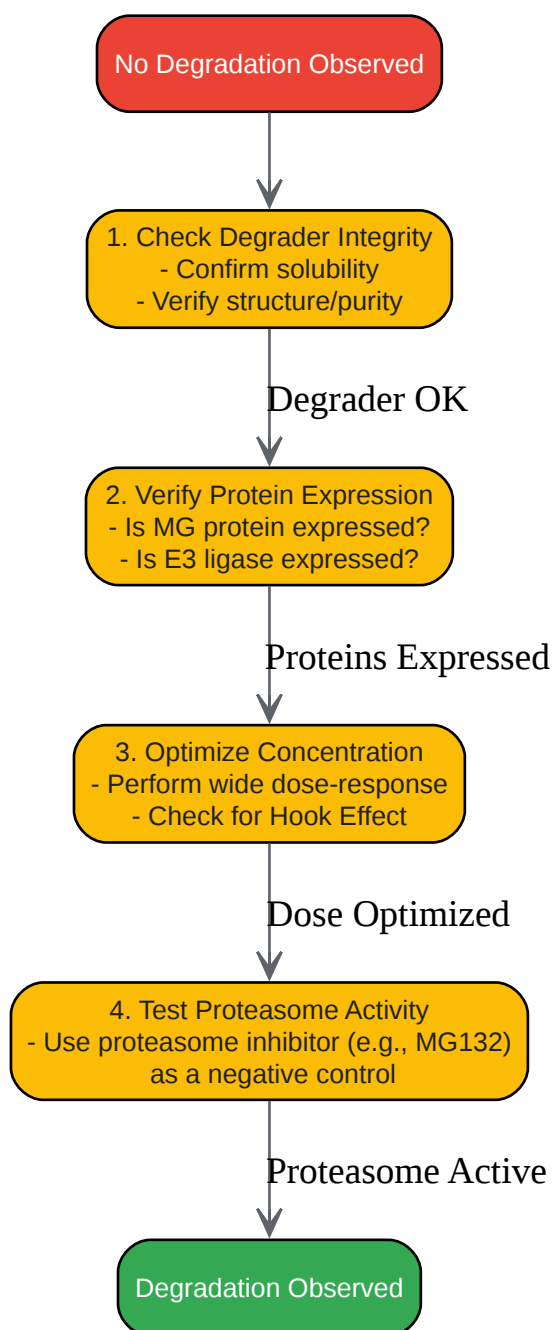 No Degradation Observed
1. Check Degrader Integrity
- Confirm solubility
- Verify structure/purity
Degrader OK
2. Verify Protein Expression
- Is MG protein expressed?
- Is E3 ligase expressed?
Proteins Expressed
3. Optimize Concentration
- Perform wide dose-response
- Check for Hook Effect
Dose Optimized
4. Test Proteasome Activity
- Use proteasome inhibitor (e.g., MG132)
as a negative control
Proteasome Active
Degradation Observed